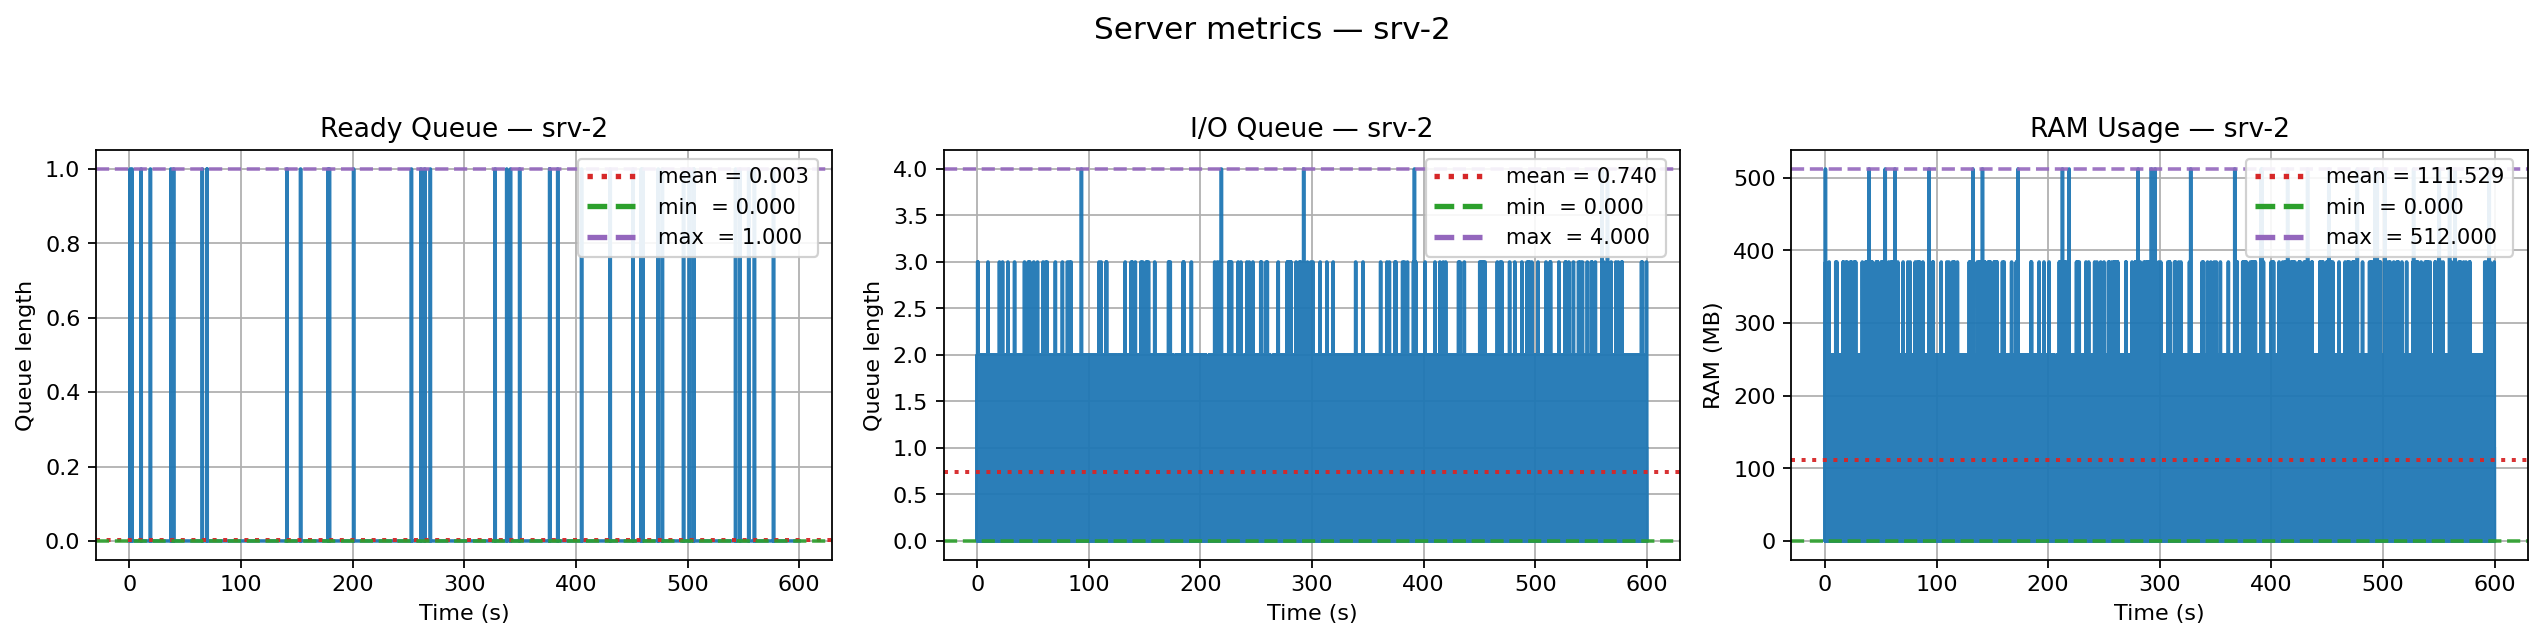 Server metrics — srv-2
Ready Queue — srv-2
Queue length
1.0
0.8
0.6
0.4
0.2
0.0
mean = 0.003
min  = 0.000
max  = 1.000
0 100 200 300 400 500 600
Time (s)
I/O Queue — srv-2
Queue length
4.0
3.5
3.0
2.5
2.0
1.5
1.0
0.5
0.0
mean = 0.740
min  = 0.000
max  = 4.000
0 100 200 300 400 500 600
Time (s)
RAM Usage — srv-2
RAM (MB)
500
400
300
200
100
0
mean = 111.529
min  = 0.000
max  = 512.000
0 100 200 300 400 500 600
Time (s)